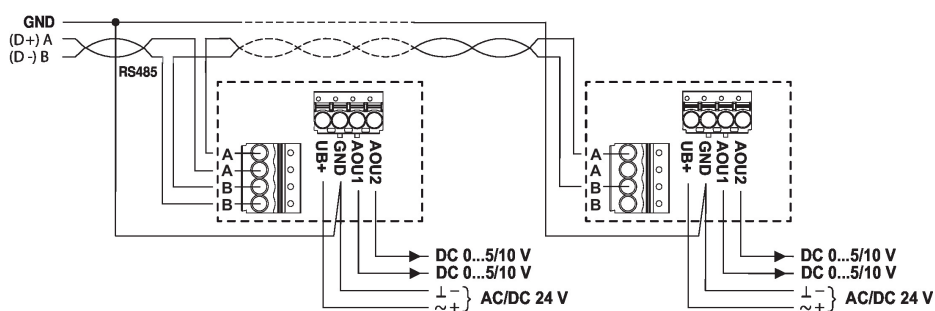 GND
(D+) A
(D-) B
RS485
A
A
B
B
UB+
GND
AOU1
AOU2
DC 0...5/10 V
DC 0...5/10 V
⊥ −
~ +
} AC/DC 24 V
A
A
B
B
UB+
GND
AOU1
AOU2
DC 0...5/10 V
DC 0...5/10 V
⊥ −
~ +
} AC/DC 24 V